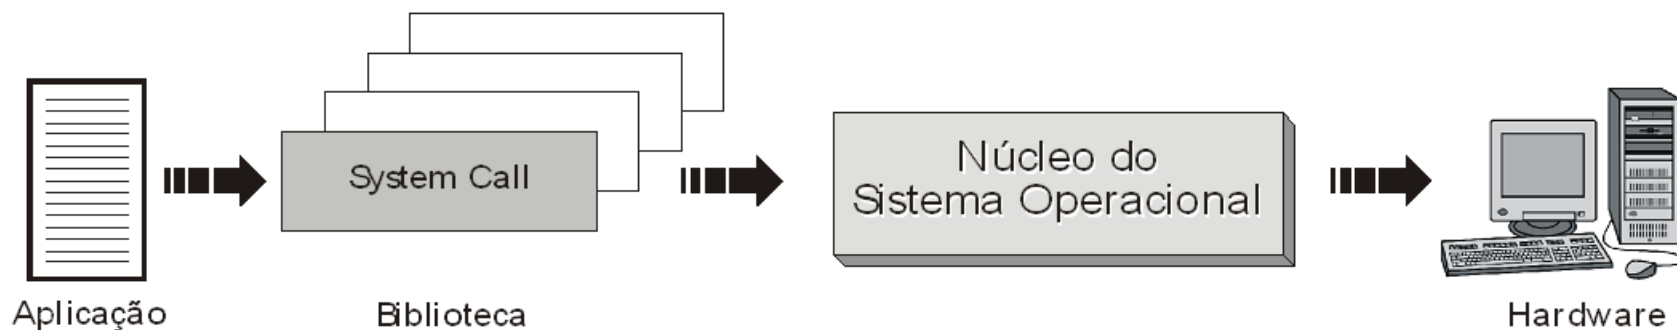 System Call
Núcleo do
Sistema Operacional
Aplicação
Biblioteca
Hardware